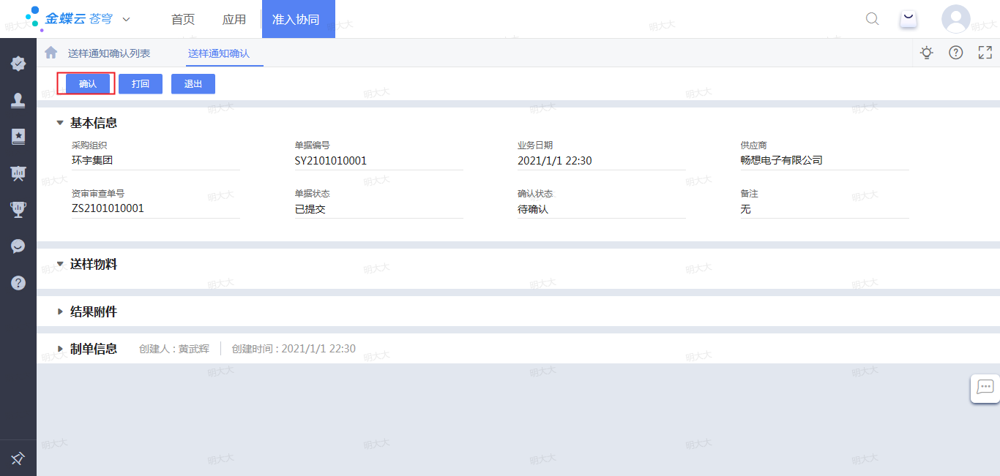 金蝶云 苍穹
首页
应用
准入协同
送样通知确认列表
送样通知确认
确认
打回
退出
基本信息
采购组织
环宇集团
单据编号
SY2101010001
业务日期
2021/1/1 22:30
供应商
畅想电子有限公司
资审审查单号
ZS2101010001
单据状态
已提交
确认状态
待确认
备注
无
送样物料
结果附件
制单信息
创建人 : 黄武辉
创建时间 : 2021/1/1 22:30
明大大